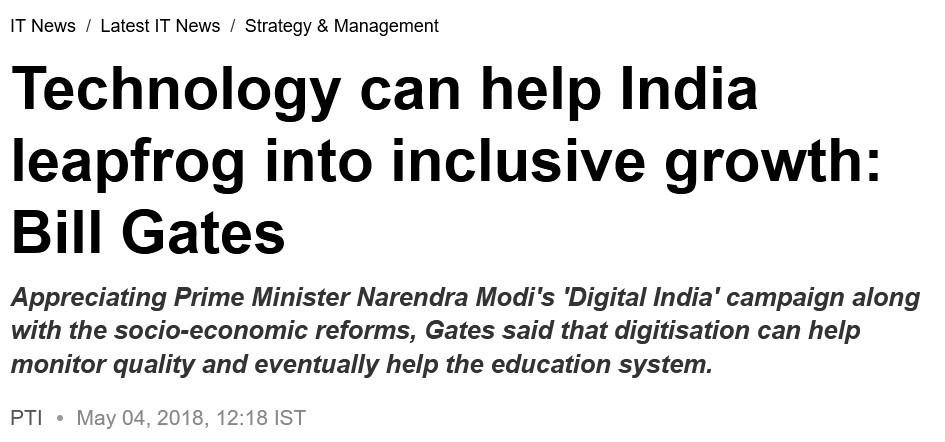 IT News / Latest IT News / Strategy & Management
Technology can help India
leapfrog into inclusive growth:
Bill Gates
Appreciating Prime Minister Narendra Modi's 'Digital India' campaign along
with the socio-economic reforms, Gates said that digitisation can help
monitor quality and eventually help the education system.
PTI • May 04, 2018, 12:18 IST